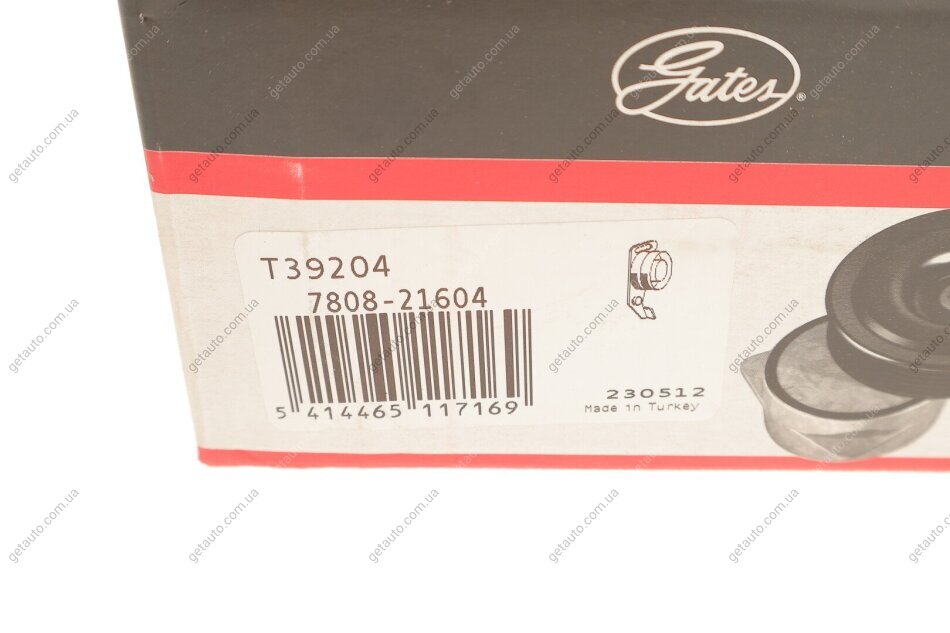 Gates®
T39204
7808-21604
5 414465 117169
230512
Made in Turkey
getauto.com.ua